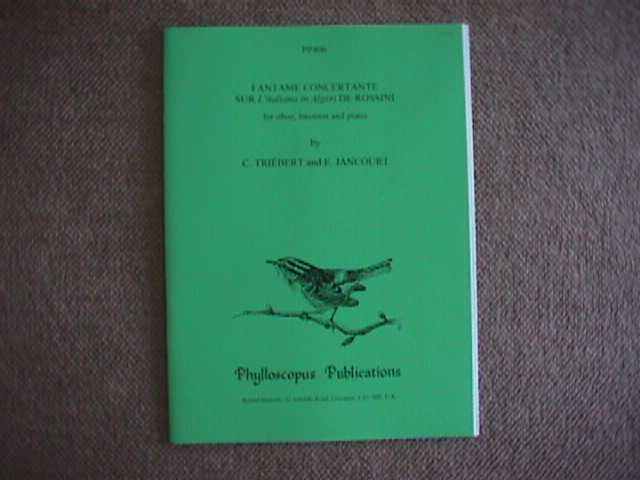 FANTAISIE CONCERTANTE
SUR L'italiana in Algeri DE ROSSINI
for oboe, bassoon and piano
by
C. TRIÉBERT and E. JANCOURT
Phylloscopus Publications